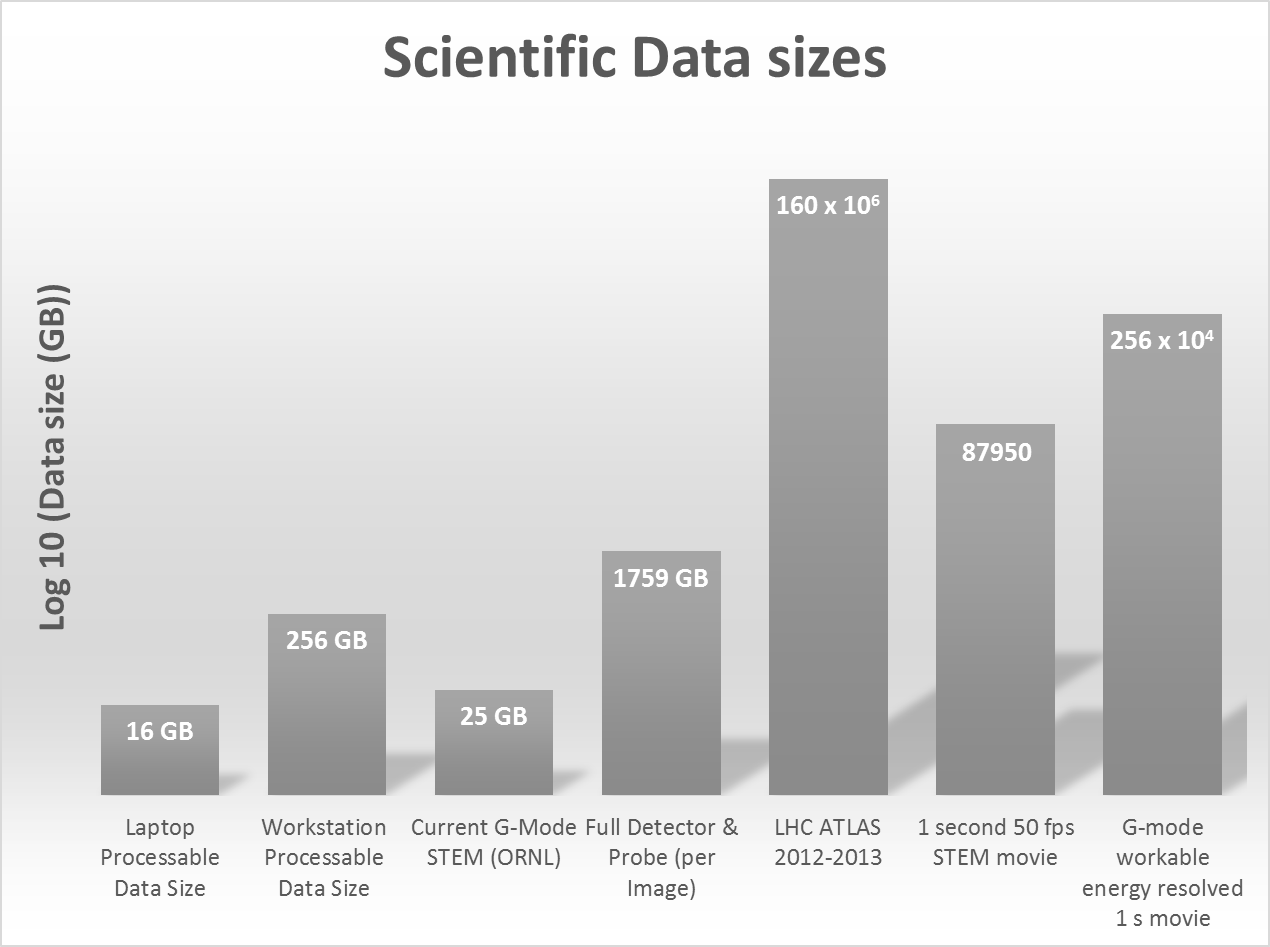 Scientific Data sizes
Log 10 (Data size (GB))
16 GB
256 GB
25 GB
1759 GB
160 x 10⁶
87950
256 x 10⁴
Laptop
Processable
Data Size
Workstation
Processable
Data Size
Current G-Mode
STEM (ORNL)
Full Detector &
Probe (per
Image)
LHC ATLAS
2012-2013
1 second 50 fps
STEM movie
G-mode
workable
energy resolved
1 s movie